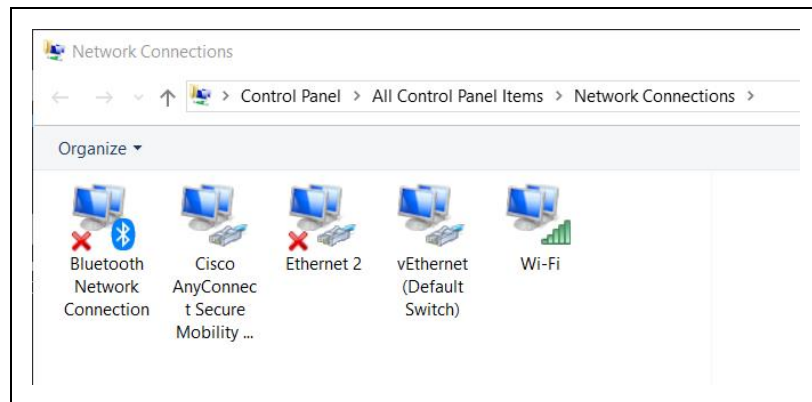 Network Connections
Control Panel > All Control Panel Items > Network Connections >
Organize
Bluetooth
Network
Connection
Cisco
AnyConnec
t Secure
Mobility ...
Ethernet 2
vEthernet
(Default
Switch)
Wi-Fi